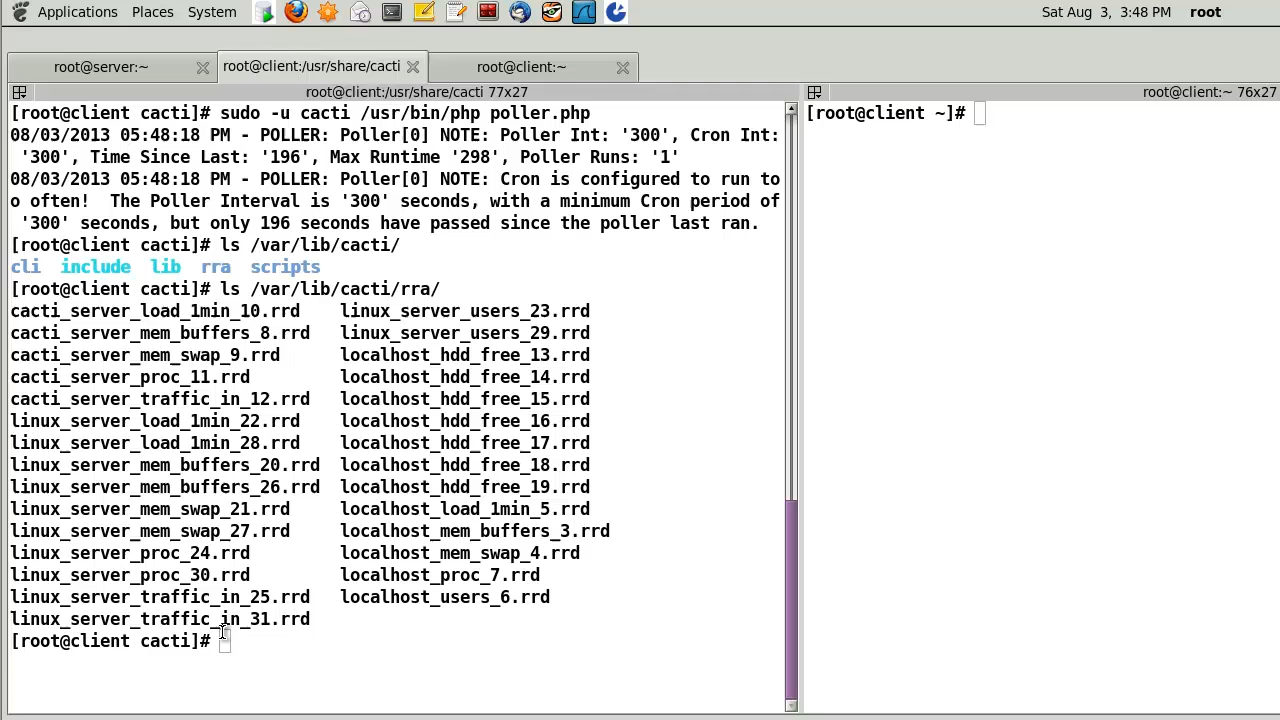 Applications Places System Sat Aug 3, 3:48 PM root
root@server:~ root@client:/usr/share/cacti root@client:~
root@client:/usr/share/cacti 77x27
[root@client cacti]# sudo -u cacti /usr/bin/php poller.php
08/03/2013 05:48:18 PM - POLLER: Poller[0] NOTE: Poller Int: '300', Cron Int:
'300', Time Since Last: '196', Max Runtime '298', Poller Runs: '1'
08/03/2013 05:48:18 PM - POLLER: Poller[0] NOTE: Cron is configured to run to
o often!  The Poller Interval is '300' seconds, with a minimum Cron period of
'300' seconds, but only 196 seconds have passed since the poller last ran.
[root@client cacti]# ls /var/lib/cacti/
cli  include  lib  rra  scripts
[root@client cacti]# ls /var/lib/cacti/rra/
cacti_server_load_1min_10.rrd    linux_server_users_23.rrd
cacti_server_mem_buffers_8.rrd   linux_server_users_29.rrd
cacti_server_mem_swap_9.rrd      localhost_hdd_free_13.rrd
cacti_server_proc_11.rrd         localhost_hdd_free_14.rrd
cacti_server_traffic_in_12.rrd   localhost_hdd_free_15.rrd
linux_server_load_1min_22.rrd    localhost_hdd_free_16.rrd
linux_server_load_1min_28.rrd    localhost_hdd_free_17.rrd
linux_server_mem_buffers_20.rrd  localhost_hdd_free_18.rrd
linux_server_mem_buffers_26.rrd  localhost_hdd_free_19.rrd
linux_server_mem_swap_21.rrd     localhost_load_1min_5.rrd
linux_server_mem_swap_27.rrd     localhost_mem_buffers_3.rrd
linux_server_proc_24.rrd         localhost_mem_swap_4.rrd
linux_server_proc_30.rrd         localhost_proc_7.rrd
linux_server_traffic_in_25.rrd   localhost_users_6.rrd
linux_server_traffic_in_31.rrd
[root@client cacti]#
root@client:~ 76x27
[root@client ~]#